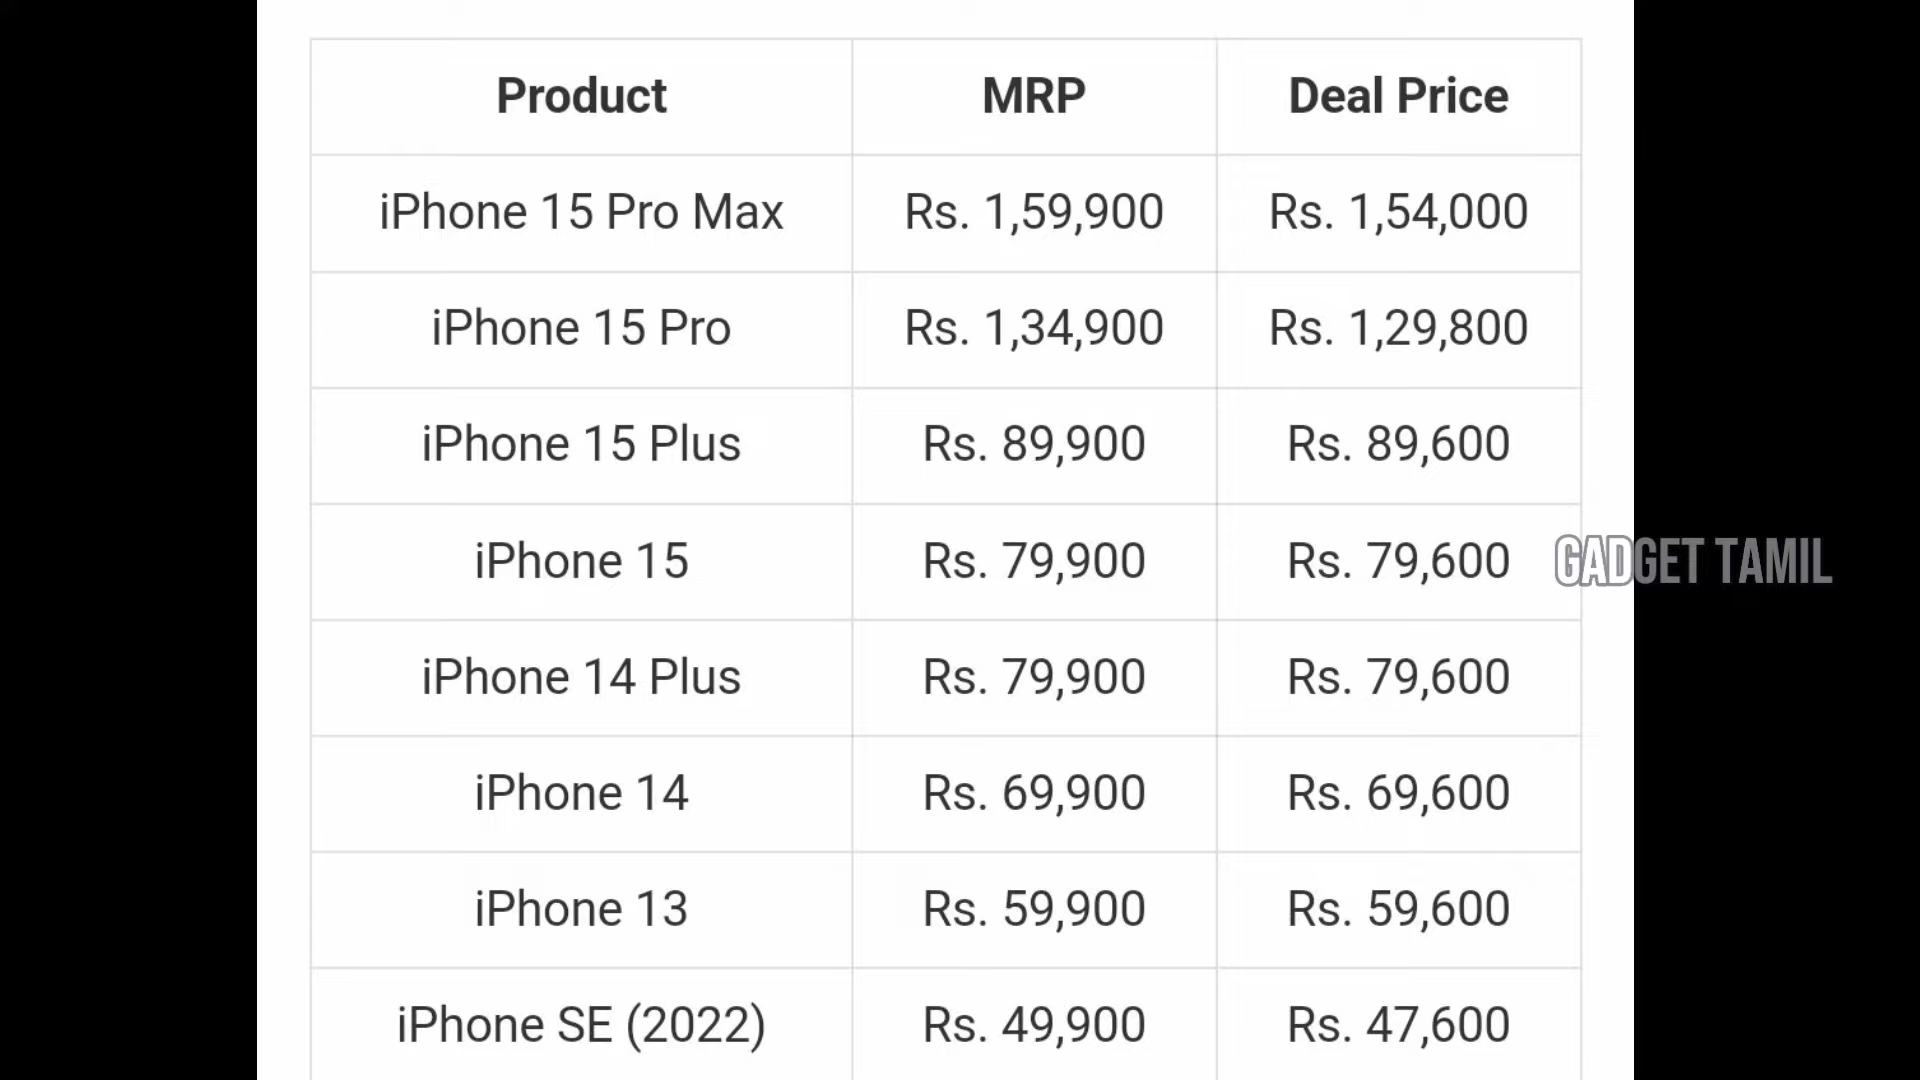 Product MRP Deal Price
iPhone 15 Pro Max Rs. 1,59,900 Rs. 1,54,000
iPhone 15 Pro Rs. 1,34,900 Rs. 1,29,800
iPhone 15 Plus Rs. 89,900 Rs. 89,600
iPhone 15 Rs. 79,900 Rs. 79,600
GADGET TAMIL
iPhone 14 Plus Rs. 79,900 Rs. 79,600
iPhone 14 Rs. 69,900 Rs. 69,600
iPhone 13 Rs. 59,900 Rs. 59,600
iPhone SE (2022) Rs. 49,900 Rs. 47,600